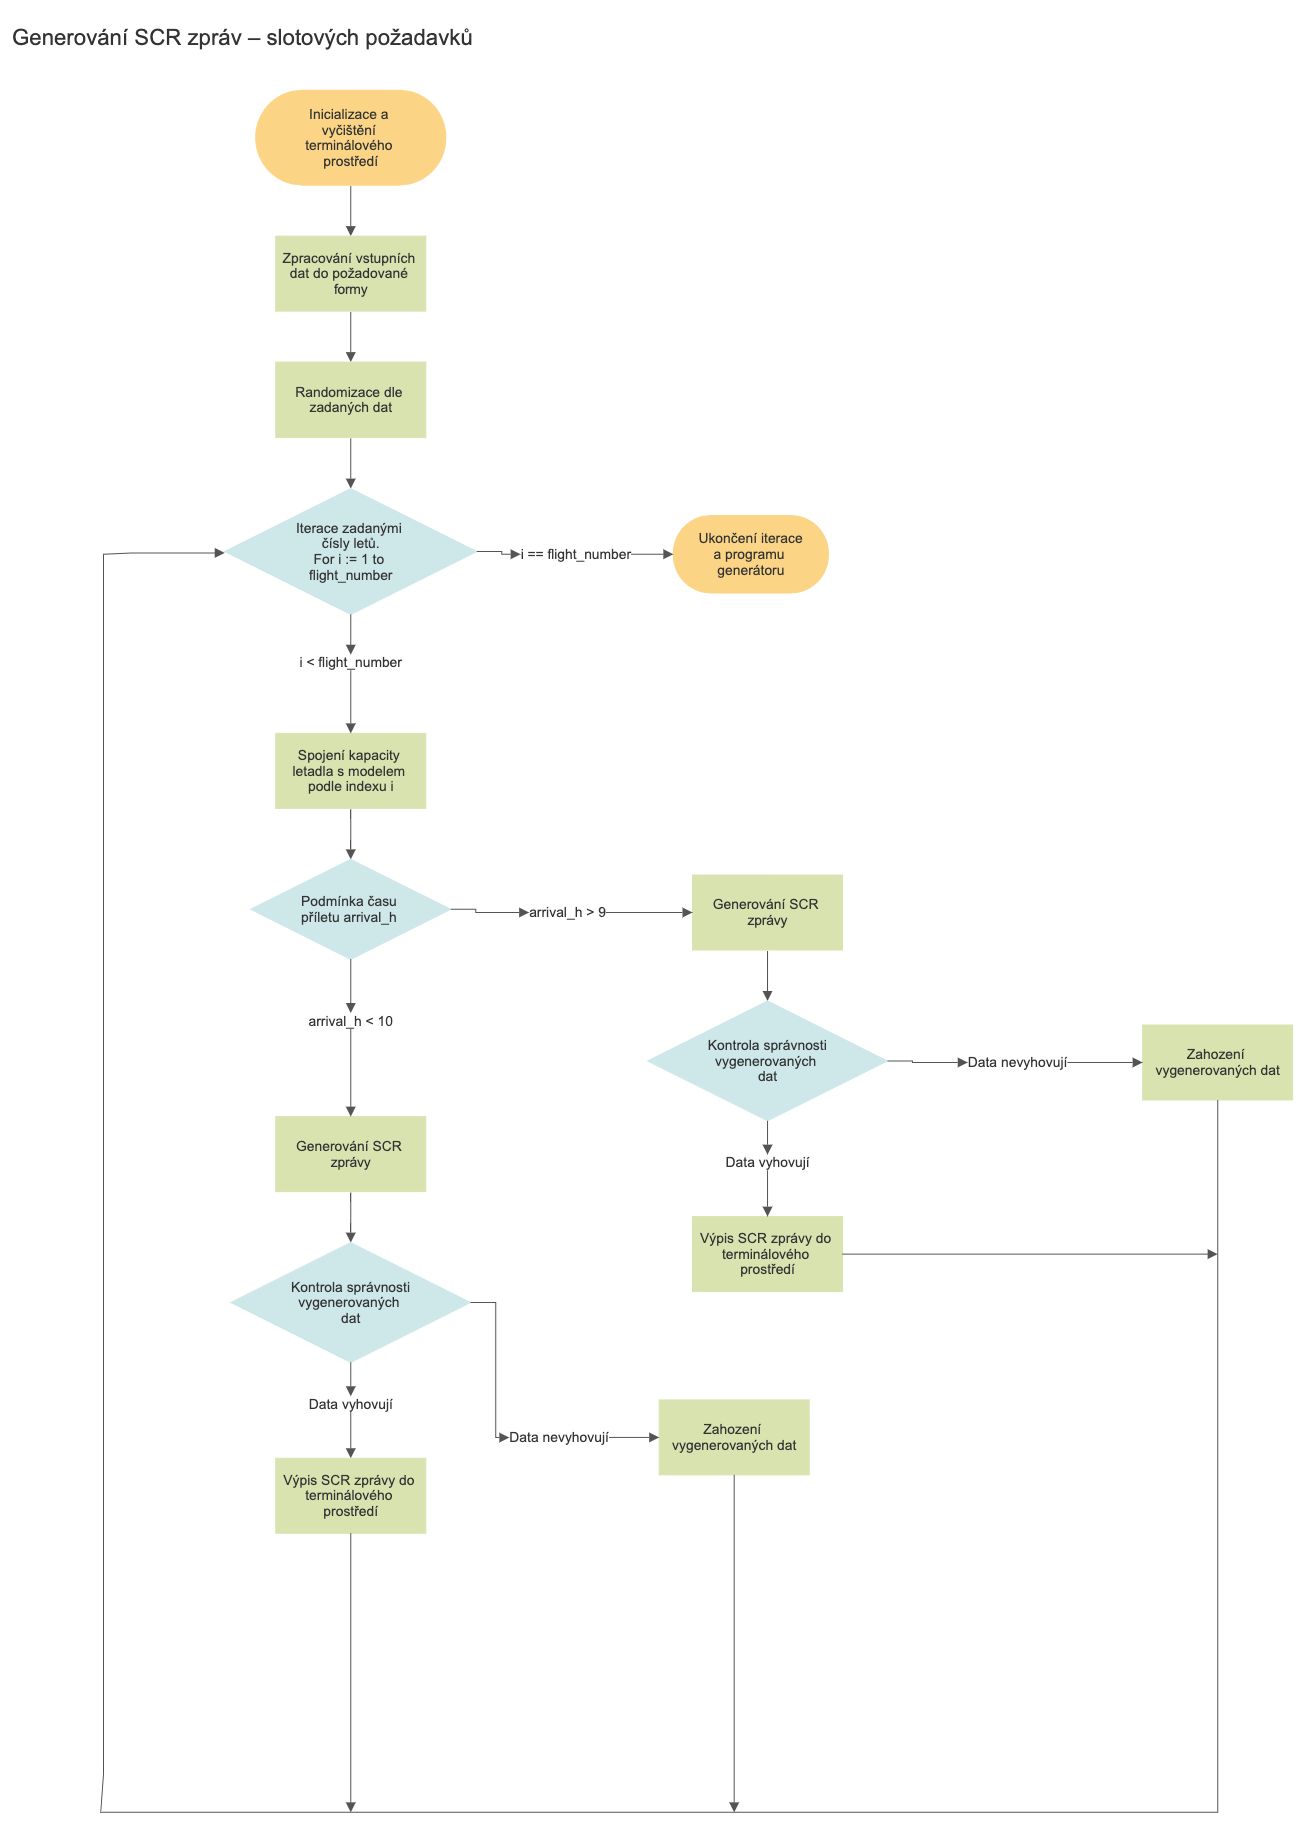 Generování SCR zpráv – slotových požadavků
Inicializace a
vyčištění
terminálového
prostředí
Zpracování vstupních
dat do požadované
formy
Randomizace dle
zadaných dat
Iterace zadanými
čísly letů.
For i := 1 to
flight_number
i == flight_number
Ukončení iterace
a programu
generátoru
i < flight_number
Spojení kapacity
letadla s modelem
podle indexu i
Podmínka času
příletu arrival_h
arrival_h > 9
Generování SCR
zprávy
arrival_h < 10
Kontrola správnosti
vygenerovaných
dat
Data nevyhovují
Zahození
vygenerovaných dat
Data vyhovují
Výpis SCR zprávy do
terminálového
prostředí
Generování SCR
zprávy
Kontrola správnosti
vygenerovaných
dat
Data vyhovují
Data nevyhovují
Zahození
vygenerovaných dat
Výpis SCR zprávy do
terminálového
prostředí